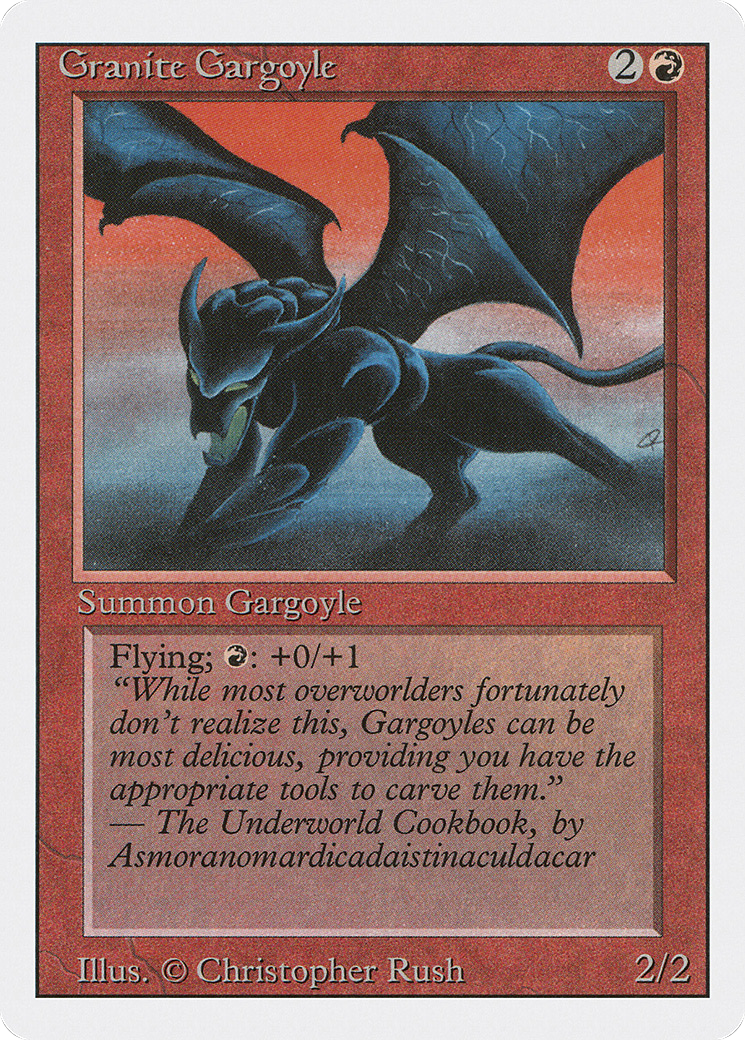 Granite Gargoyle 2
Summon Gargoyle
Flying; : +0/+1
“While most overworlders fortunately
don’t realize this, Gargoyles can be
most delicious, providing you have the
appropriate tools to carve them.”
— The Underworld Cookbook, by
Asmoranomardicadaistinaculdacar
Illus. © Christopher Rush 2/2